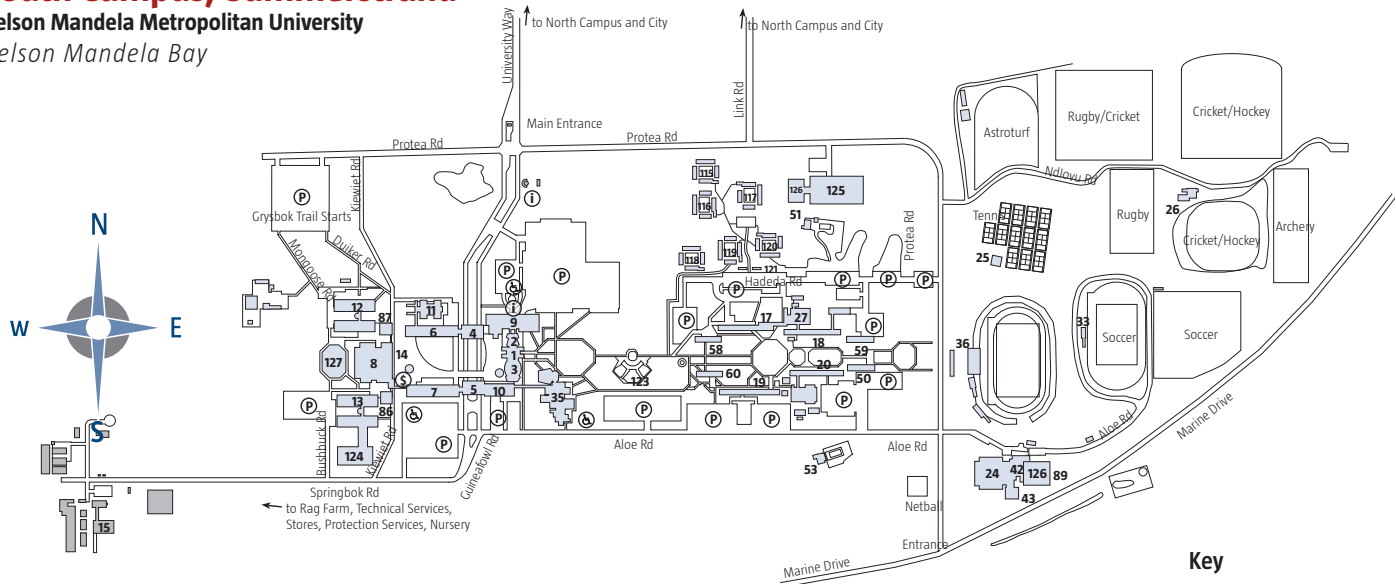 South Campus, Summerstrand
elson Mandela Metropolitan University
elson Mandela Bay
to North Campus and City
to North Campus and City
University Way
Link Rd
Main Entrance
Protea Rd
Protea Rd
Kiewiet Rd
P
i
Grysbok Trail Starts
Mongoose Rd
Duiker Rd
N
W
E
S
Astroturf
Rugby/Cricket
Cricket/Hockey
Ndlovu Rd
Tennis
Rugby
26
Cricket/Hockey
Archery
25
115
116
117
118
119
120
121
126
125
51
Protea Rd
Hadeda Rd
P
P
P
P
P
P
P
i
P
P
12
87
11
6
4
9
2
1
3
127
8
14
$
7
5
10
13
86
124
P
P
P
35
123
P
P
P
17
27
58
18
59
60
19
20
50
P
P
36
33
Soccer
Soccer
Bushbuck Rd
Kiewiet Rd
Guineafowl Rd
Aloe Rd
Aloe Rd
Aloe Rd
Marine Drive
53
24
42
126
89
43
Netball
Springbok Rd
to Rag Farm, Technical Services,
Stores, Protection Services, Nursery
15
Entrance
Marine Drive
Key